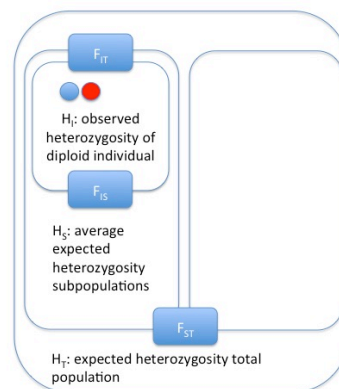 F_IT
H_I: observed
heterozygosity of
diploid individual
F_IS
H_S: average
expected
heterozygosity
subpopulations
F_ST
H_T: expected heterozygosity total
population